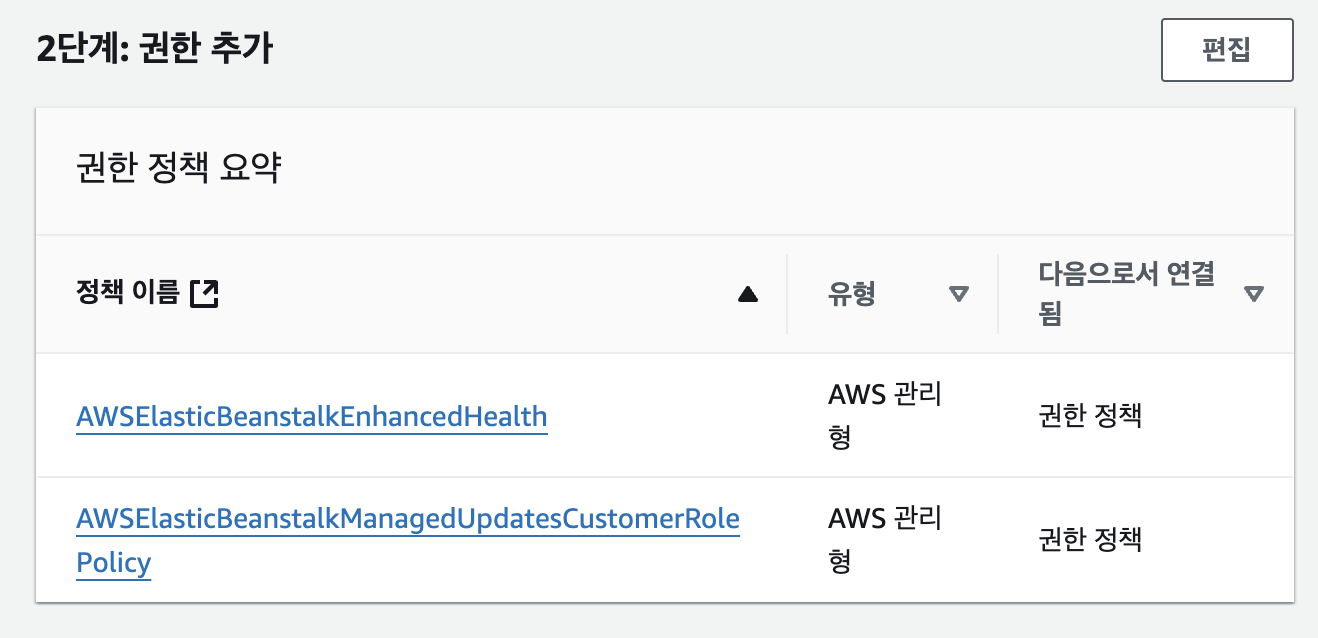 2단계: 권한 추가
편집
권한 정책 요약
정책 이름
유형
다음으로서 연결
됨
AWSElasticBeanstalkEnhancedHealth
AWS 관리
형
권한 정책
AWSElasticBeanstalkManagedUpdatesCustomerRole
Policy
AWS 관리
형
권한 정책